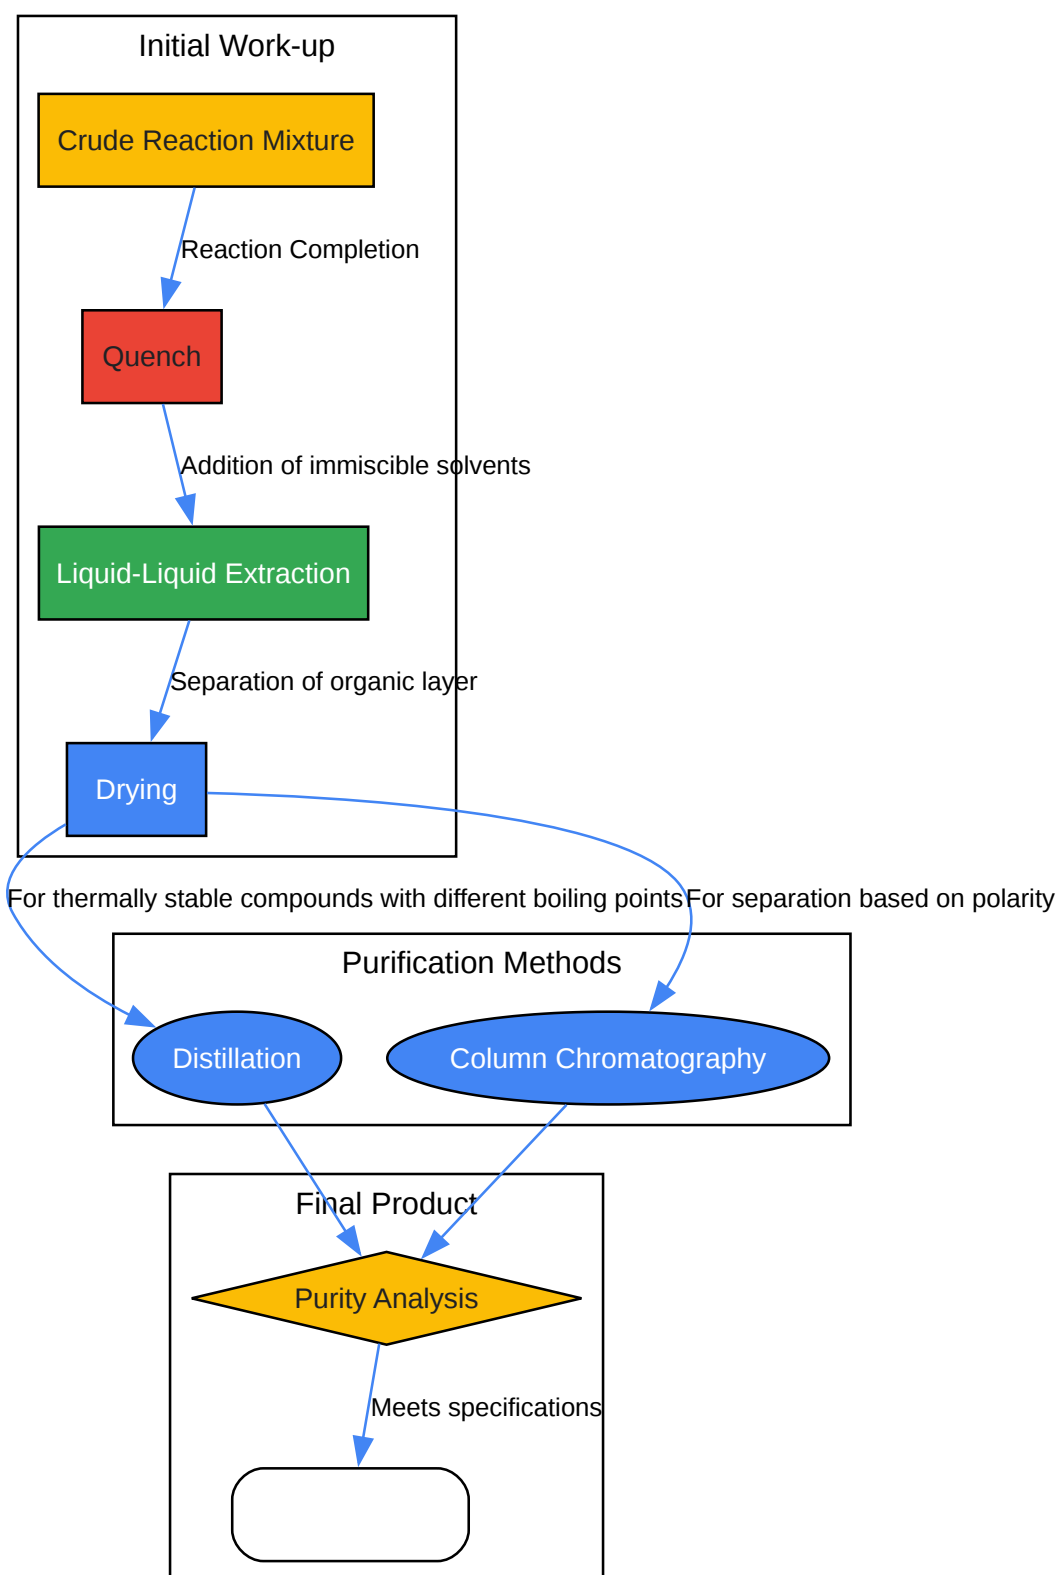 Initial Work-up
Crude Reaction Mixture
Reaction Completion
Quench
Addition of immiscible solvents
Liquid-Liquid Extraction
Separation of organic layer
Drying
For thermally stable compounds with different boiling points
For separation based on polarity
Purification Methods
Distillation
Column Chromatography
Final Product
Purity Analysis
Meets specifications